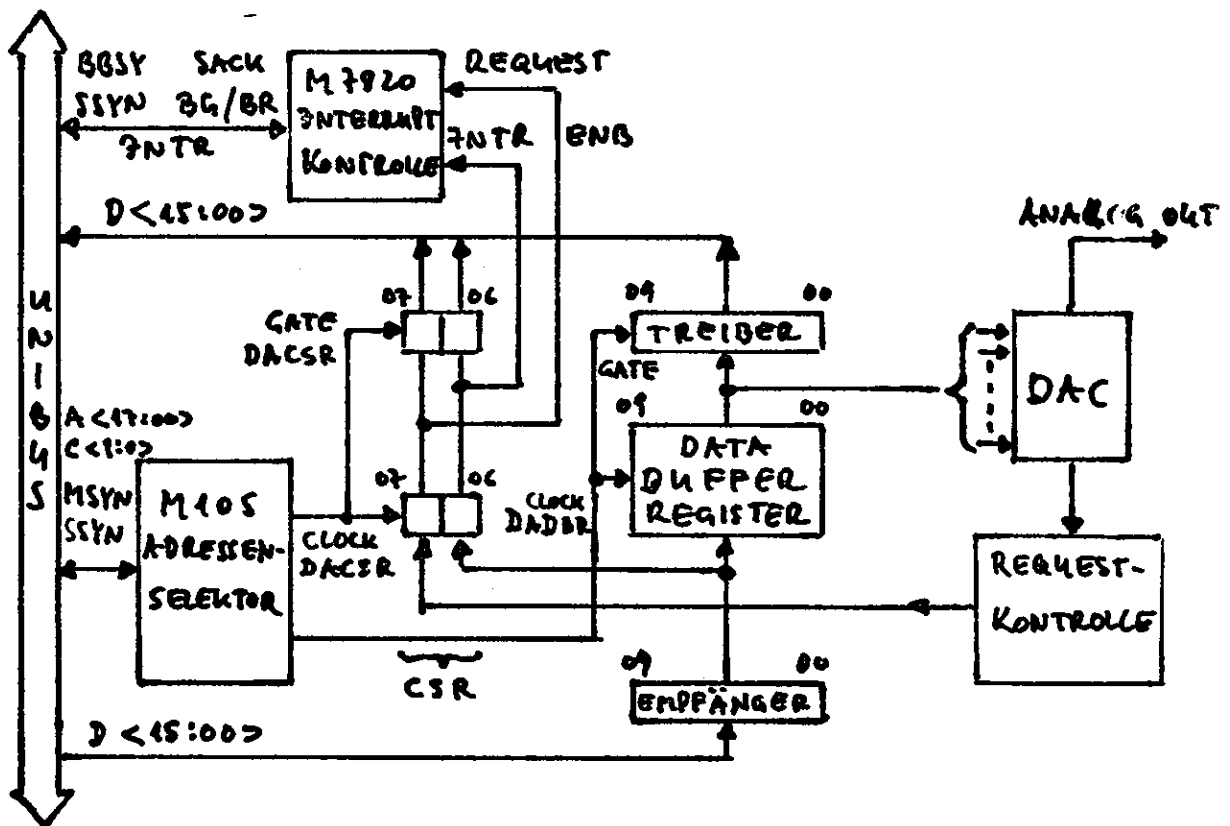 BBSY SACK
SSYN BG/BR
INTR
M7820
INTERRUPT
KONTROLLE
REQUEST
INTR
ENB
D<15:00>
ANALOG OUT
UNIBUS
07 06
GATE
DACSR
09 00
TREIBER
GATE
DAC
A<17:00>
C<1:0>
MSYN
SSYN
M105
ADRESSEN-
SELEKTOR
07 06
CLOCK
DACSR
09 00
DATA
BUFFER
REGISTER
CLOCK
DADBR
REQUEST-
KONTROLLE
CSR
09 00
EMPFÄNGER
D<15:00>